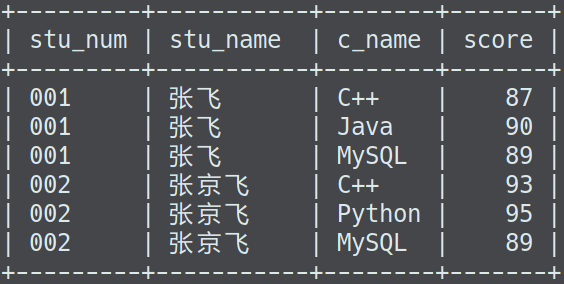 +---------+-----------+--------+-------+
| stu_num | stu_name | c_name | score |
+---------+-----------+--------+-------+
| 001 | 张飞 | C++ | 87 |
| 001 | 张飞 | Java | 90 |
| 001 | 张飞 | MySQL | 89 |
| 002 | 张京飞 | C++ | 93 |
| 002 | 张京飞 | Python | 95 |
| 002 | 张京飞 | MySQL | 89 |
+---------+-----------+--------+-------+